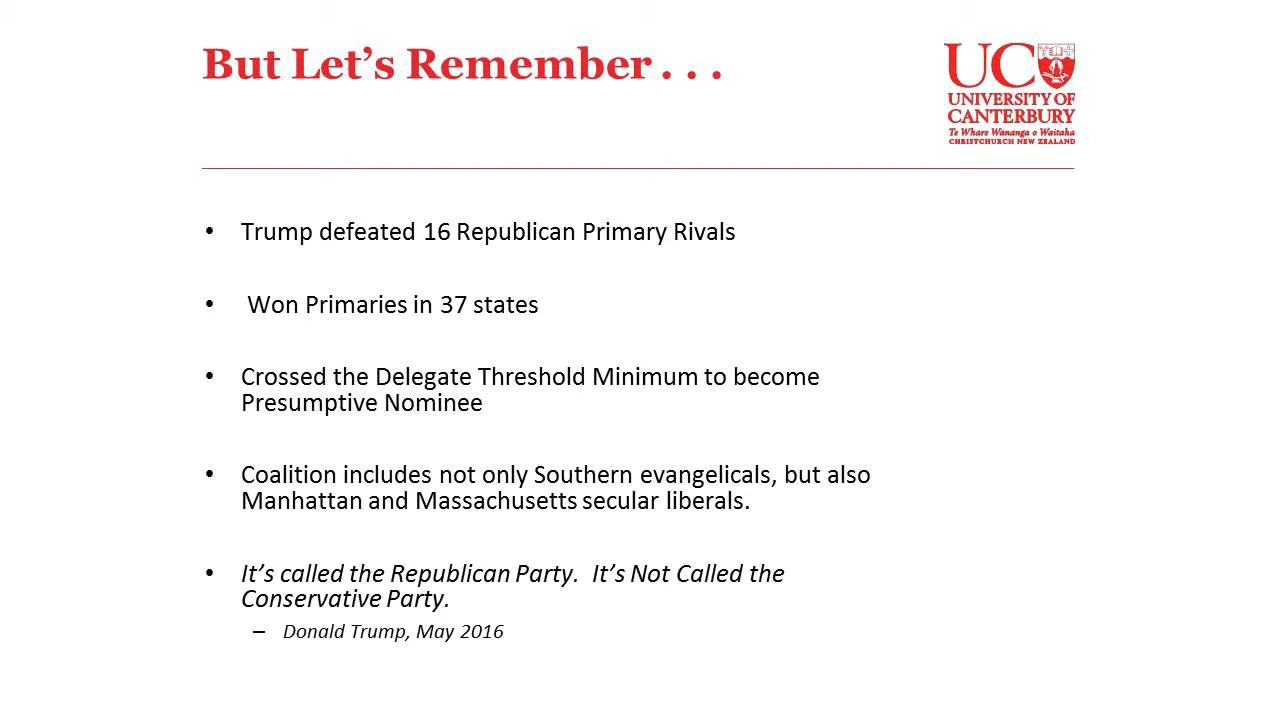 But Let's Remember . . .
UC
UNIVERSITY OF
CANTERBURY
Te Whare Wānanga o Waitaha
CHRISTCHURCH NEW ZEALAND
• Trump defeated 16 Republican Primary Rivals
• Won Primaries in 37 states
• Crossed the Delegate Threshold Minimum to become
Presumptive Nominee
• Coalition includes not only Southern evangelicals, but also
Manhattan and Massachusetts secular liberals.
• It's called the Republican Party.  It's Not Called the
Conservative Party.
– Donald Trump, May 2016